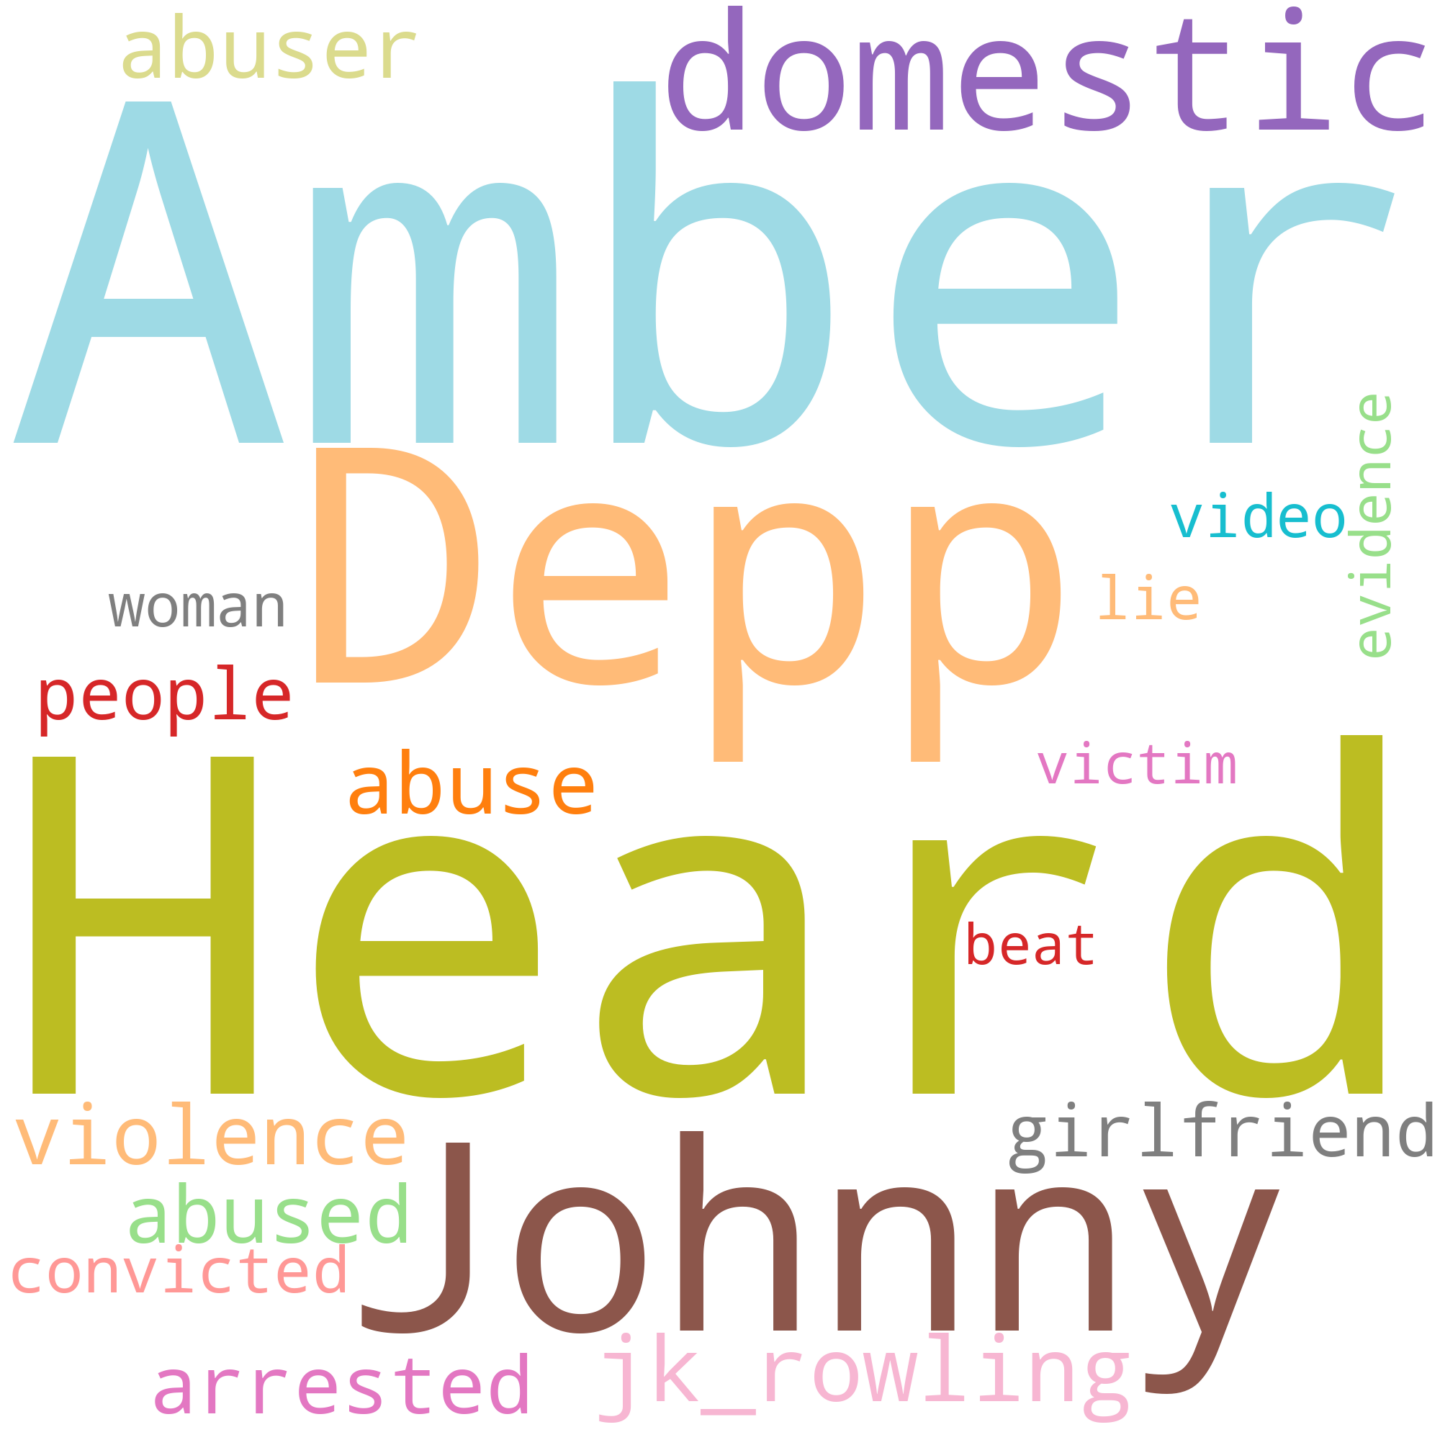 abuser
domestic
Amber
evidence
Depp
video
lie
woman
people
Heard
abuse
victim
beat
violence
girlfriend
Johnny
abused
convicted
jk_rowling
arrested